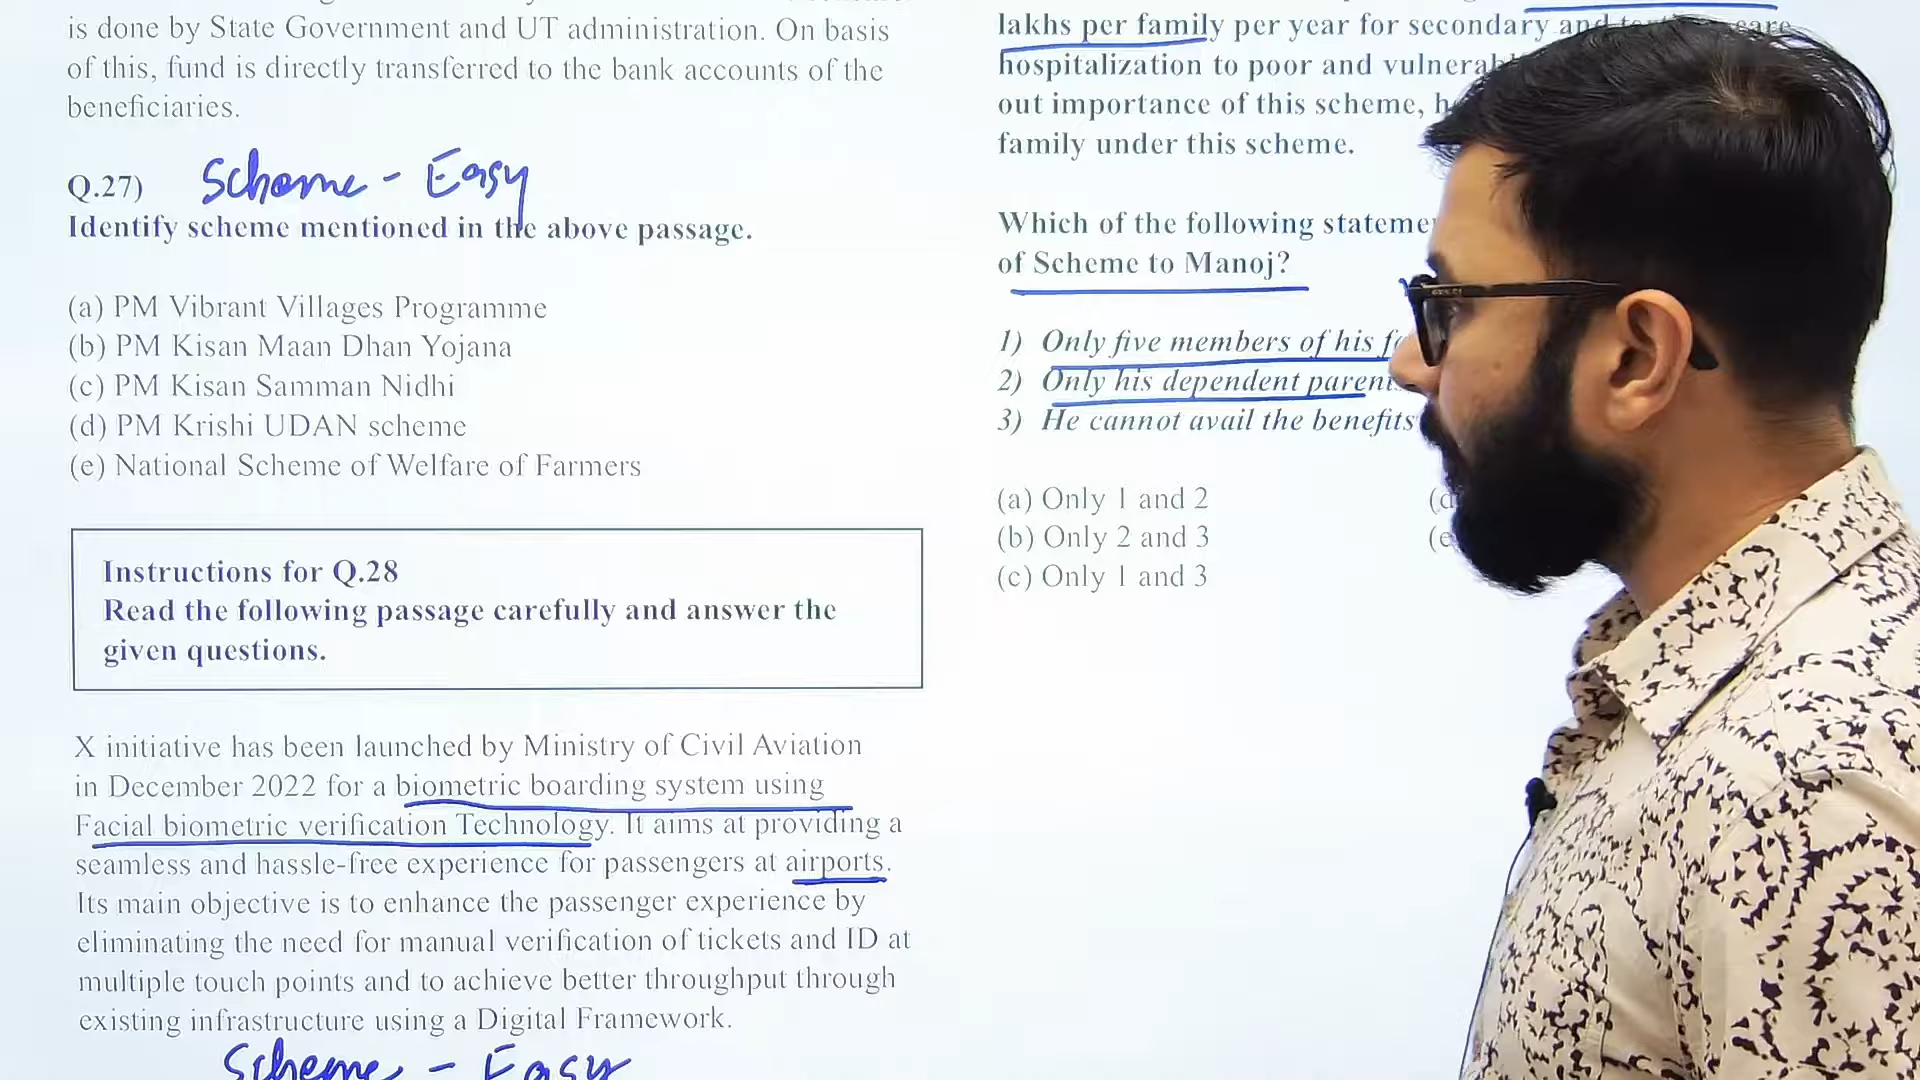 is done by State Government and UT administration. On basis
of this, fund is directly transferred to the bank accounts of the
beneficiaries.
Q.27) Scheme - Easy
Identify scheme mentioned in the above passage.
(a) PM Vibrant Villages Programme
(b) PM Kisan Maan Dhan Yojana
(c) PM Kisan Samman Nidhi
(d) PM Krishi UDAN scheme
(e) National Scheme of Welfare of Farmers
Instructions for Q.28
Read the following passage carefully and answer the
given questions.
X initiative has been launched by Ministry of Civil Aviation
in December 2022 for a biometric boarding system using
Facial biometric verification Technology. It aims at providing a
seamless and hassle-free experience for passengers at airports.
Its main objective is to enhance the passenger experience by
eliminating the need for manual verification of tickets and ID at
multiple touch points and to achieve better throughput through
existing infrastructure using a Digital Framework.
Scheme - Easy
lakhs per family per year for secondary and care
hospitalization to poor and
out importance of this scheme,
family under this scheme.
Which of the following
of Scheme to Manoj?
1) Only five members of his
2) Only his dependent
3) He cannot avail the benefits
(a) Only 1 and 2
(b) Only 2 and 3
(c) Only 1 and 3
(d
(e